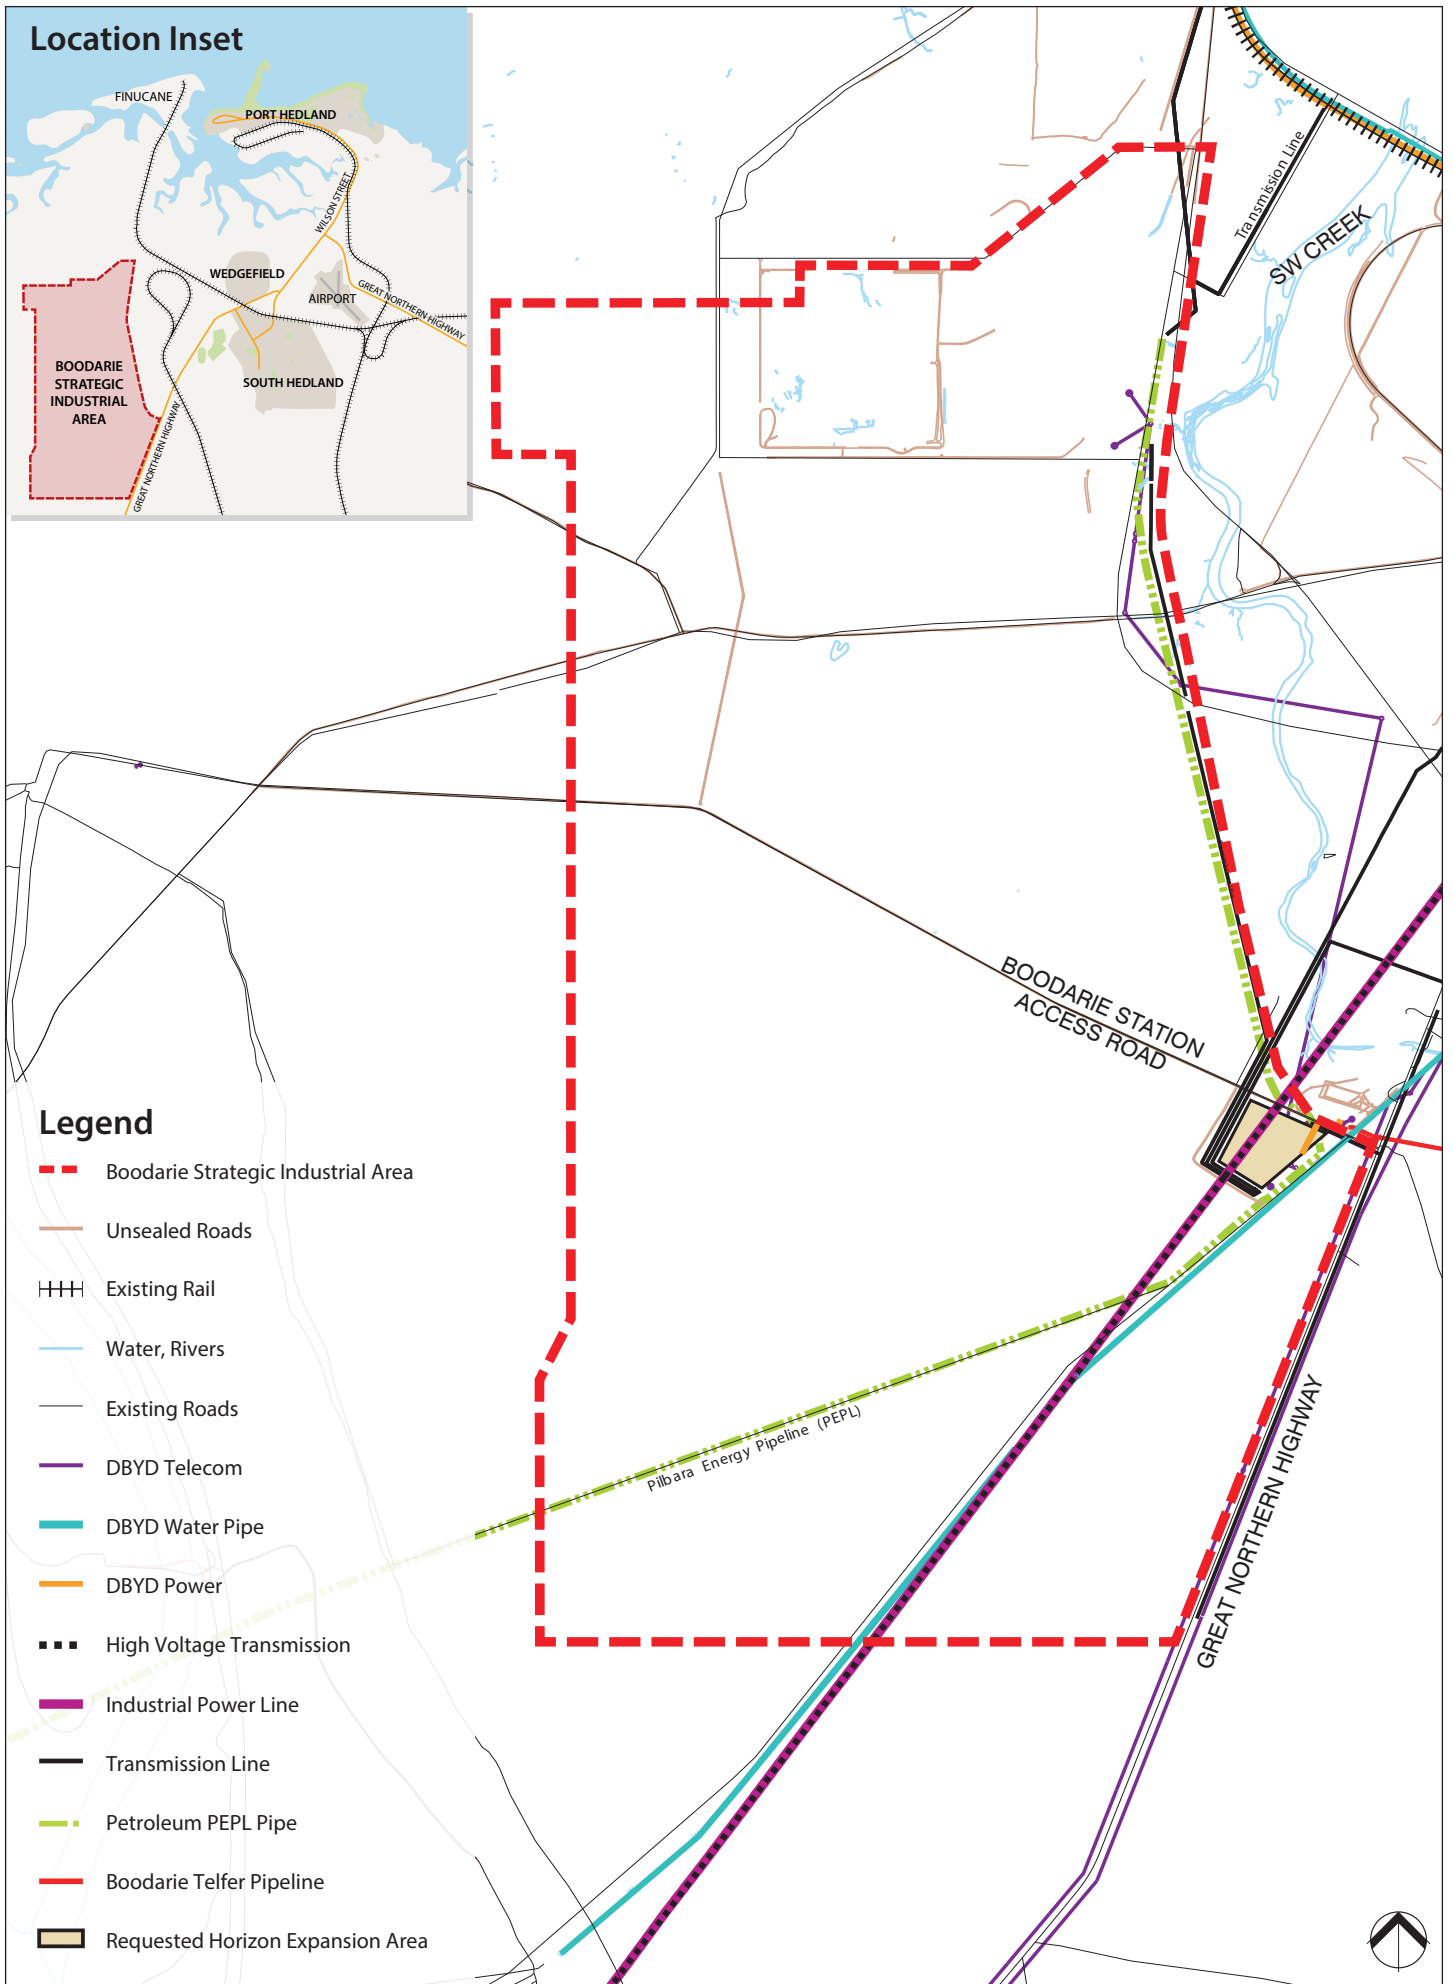 Location Inset
FINUCANE
PORT HEDLAND
WILSON STREET
WEDGEFIELD
AIRPORT
GREAT NORTHERN HIGHWAY
SOUTH HEDLAND
BOODARIE
STRATEGIC
INDUSTRIAL
AREA
GREAT NORTHERN HIGHWAY
Transmission Line
SW CREEK
BOODARIE STATION
ACCESS ROAD
Pilbara Energy Pipeline (PEPL)
GREAT NORTHERN HIGHWAY
Legend
Boodarie Strategic Industrial Area
Unsealed Roads
Existing Rail
Water, Rivers
Existing Roads
DBYD Telecom
DBYD Water Pipe
DBYD Power
High Voltage Transmission
Industrial Power Line
Transmission Line
Petroleum PEPL Pipe
Boodarie Telfer Pipeline
Requested Horizon Expansion Area